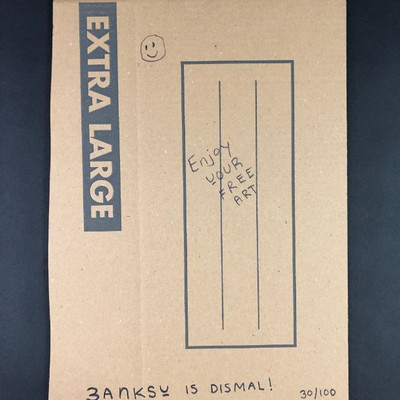 EXTRA LARGE
Enjoy
YOUR
FREE
ART
BANKSY IS DISMAL!
30/100